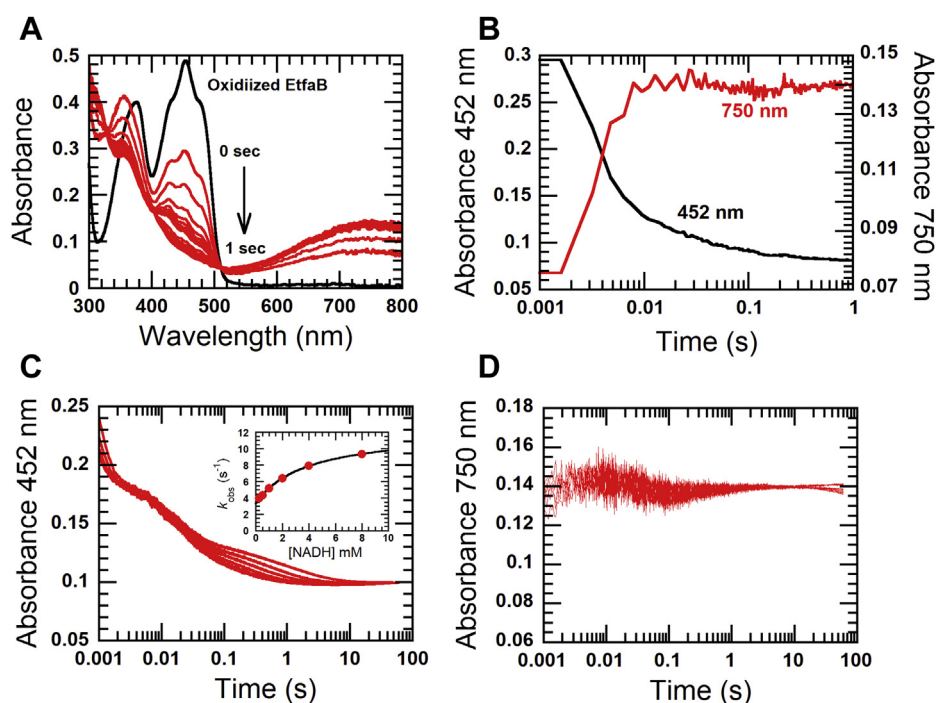 A
0.5
0.4
0.3
0.2
0.1
0
Absorbance
Oxidiized EtfaB
0 sec
1 sec
300 400 500 600 700 800
Wavelength (nm)
B
0.3
0.25
0.2
0.15
0.1
0.05
Absorbance 452 nm
750 nm
452 nm
0.15
0.13
0.11
0.09
0.07
Absorbance 750 nm
0.001 0.01 0.1 1
Time (s)
C
0.25
0.2
0.15
0.1
0.05
Absorbance 452 nm
12
10
8
6
4
2
0
kobs (s-1)
0 2 4 6 8 10
[NADH] mM
0.001 0.01 0.1 1 10 100
Time (s)
D
0.18
0.16
0.14
0.12
0.1
0.08
0.06
Absorbance 750 nm
0.001 0.01 0.1 1 10 100
Time (s)